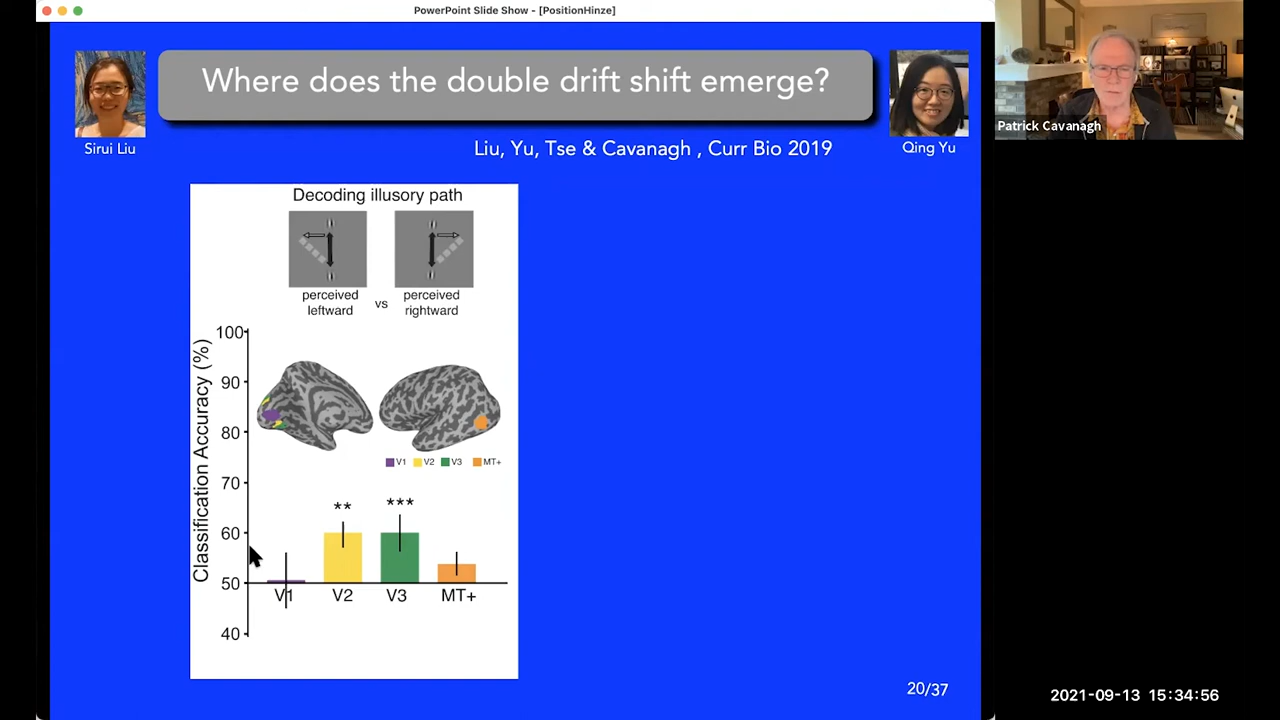 PowerPoint Slide Show - [PositionHinze]
Where does the double drift shift emerge?
Sirui Liu
Liu, Yu, Tse & Cavanagh , Curr Bio 2019
Qing Yu
Patrick Cavanagh
Decoding illusory path
perceived leftward
vs
perceived rightward
Classification Accuracy (%)
100
90
80
70
60
50
40
V1 V2 V3 MT+
** ***
V1 V2 V3 MT+
20/37
2021-09-13 15:34:56